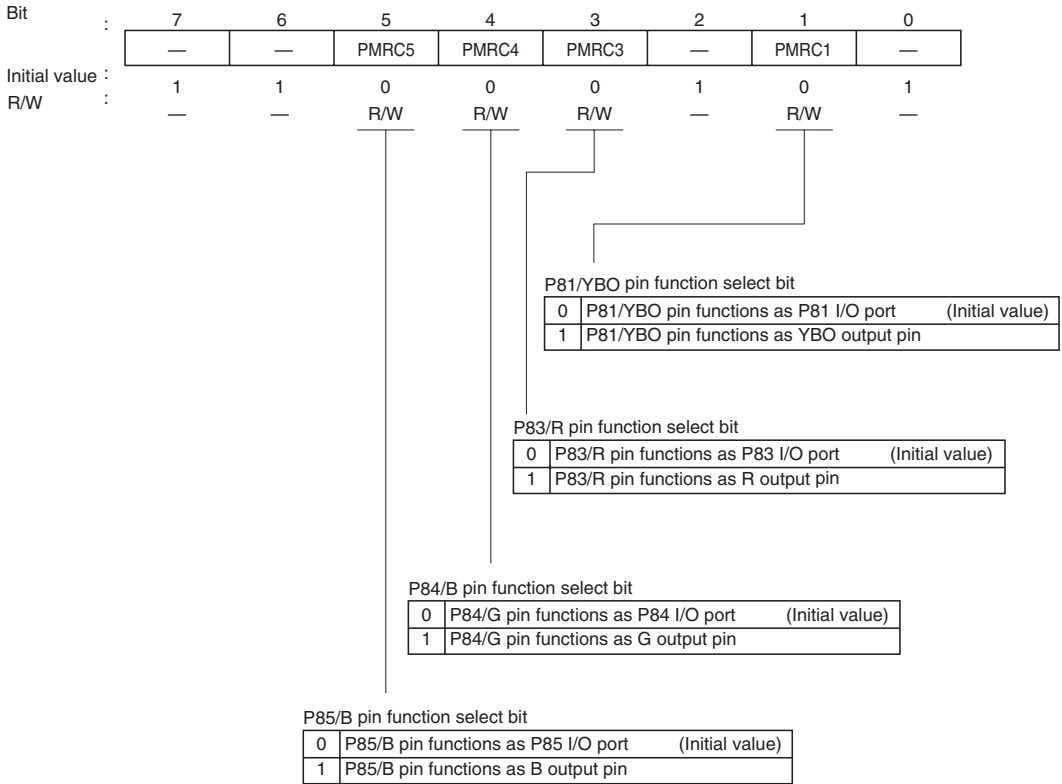 Bit : 7 6 5 4 3 2 1 0
— — PMRC5 PMRC4 PMRC3 — PMRC1 —
Initial value : 1 1 0 0 0 1 0 1
R/W : — — R/W R/W R/W — R/W —
P81/YBO pin function select bit
0 P81/YBO pin functions as P81 I/O port (Initial value)
1 P81/YBO pin functions as YBO output pin
P83/R pin function select bit
0 P83/R pin functions as P83 I/O port (Initial value)
1 P83/R pin functions as R output pin
P84/B pin function select bit
0 P84/G pin functions as P84 I/O port (Initial value)
1 P84/G pin functions as G output pin
P85/B pin function select bit
0 P85/B pin functions as P85 I/O port (Initial value)
1 P85/B pin functions as B output pin